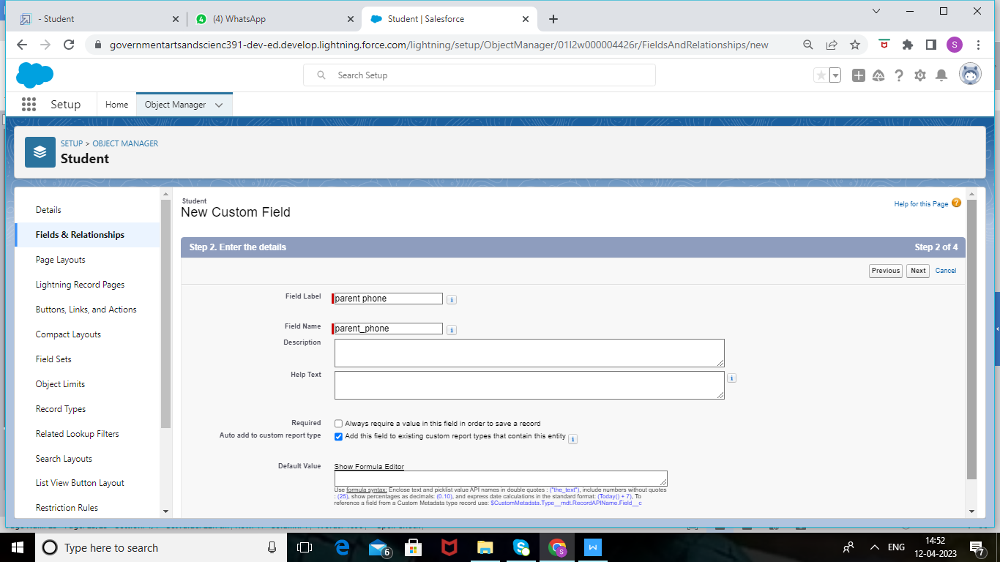 - Student
(4) WhatsApp
Student | Salesforce
governmentartsandscienc391-dev-ed.develop.lightning.force.com/lightning/setup/ObjectManager/01I2w000004426r/FieldsAndRelationships/new
S
Search Setup
Setup
Home
Object Manager
SETUP > OBJECT MANAGER
Student
Details
Fields & Relationships
Page Layouts
Lightning Record Pages
Buttons, Links, and Actions
Compact Layouts
Field Sets
Object Limits
Record Types
Related Lookup Filters
Search Layouts
List View Button Layout
Restriction Rules
Student
New Custom Field
Help for this Page
Step 2. Enter the details
Step 2 of 4
Previous
Next
Cancel
Field Label
parent phone
Field Name
parent_phone
Description
Help Text
Required
Always require a value in this field in order to save a record
Auto add to custom report type
Add this field to existing custom report types that contain this entity
Default Value
Show Formula Editor
Use formula syntax: Enclose text and picklist value API names in double quotes : ("the_text"), include numbers without quotes
: (25), show percentages as decimals: (0.10), and express date calculations in the standard format: (Today() + 7), To
reference a field from a Custom Metadata type record use: $CustomMetadata.Type__mdt.RecordAPIName.Field__c
Type here to search
6
S
W
ENG
14:52
12-04-2023
7